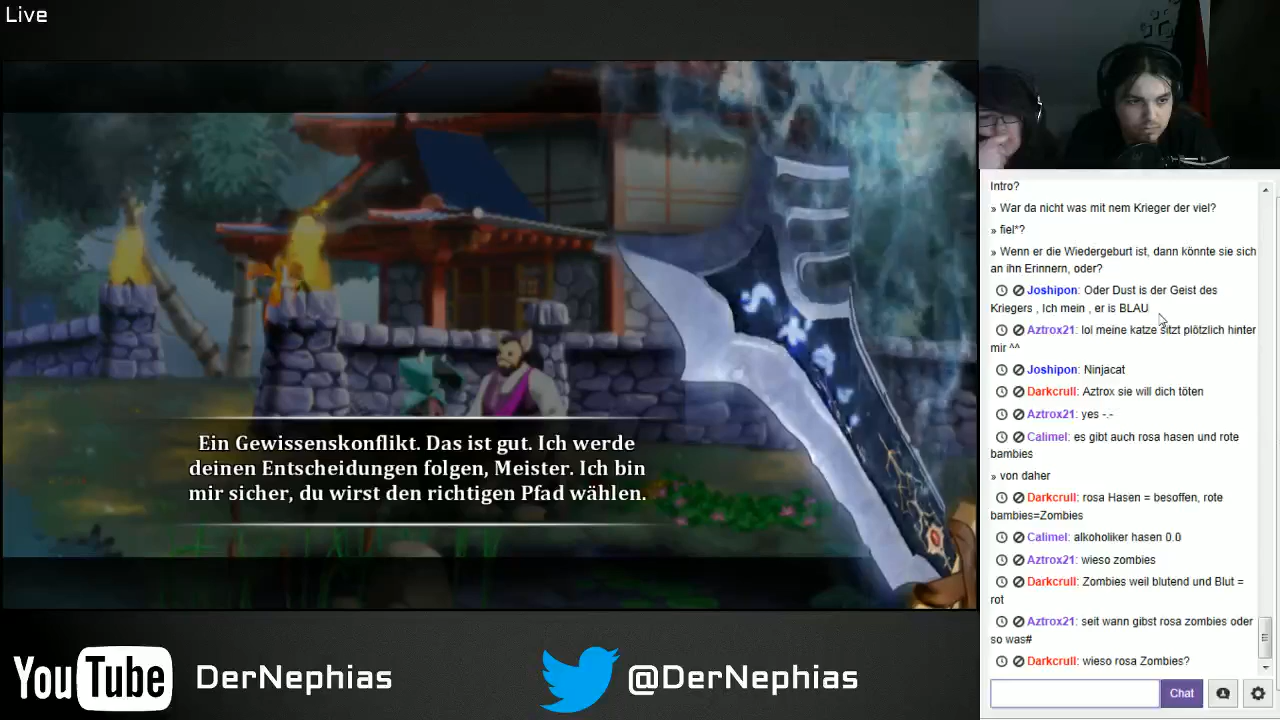 Live
Ein Gewissenskonflikt. Das ist gut. Ich werde
deinen Entscheidungen folgen, Meister. Ich bin
mir sicher, du wirst den richtigen Pfad wählen.
YouTube DerNephias
@DerNephias
Intro?
» War da nicht was mit nem Krieger der viel?
» fiel*?
» Wenn er die Wiedergeburt ist, dann könnte sie sich
an ihn Erinnern, oder?
Joshipon: Oder Dust is der Geist des
Kriegers , Ich mein , er is BLAU
Aztrox21: lol meine katze sitzt plötzlich hinter
mir ^^
Joshipon: Ninjacat
Darkcrull: Aztrox sie will dich töten
Aztrox21: yes -.-
Calimel: es gibt auch rosa hasen und rote
bambies
» von daher
Darkcrull: rosa Hasen = besoffen, rote
bambies=Zombies
Calimel: alkoholiker hasen 0.0
Aztrox21: wieso zombies
Darkcrull: Zombies weil blutend und Blut =
rot
Aztrox21: seit wann gibst rosa zombies oder
so was#
Darkcrull: wieso rosa Zombies?
Chat